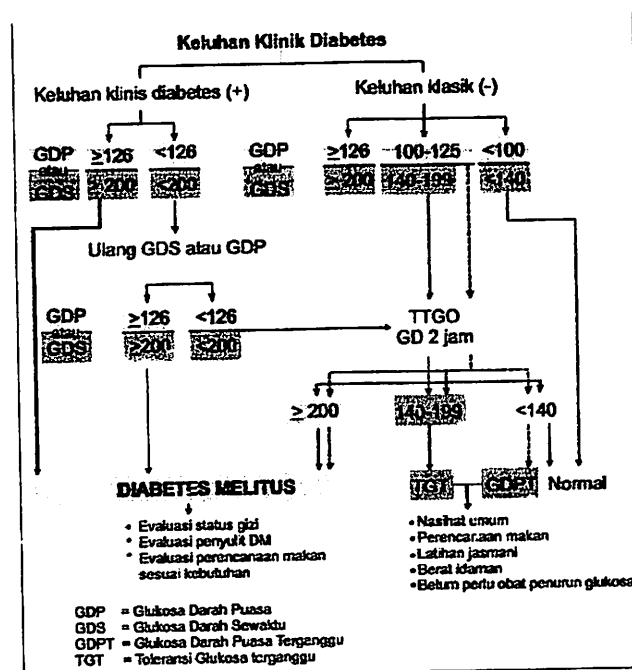 Keluhan Klinik Diabetes
Keluhan klinis diabetes (+)
Keluhan klasik (-)
GDP ≥126 <126
atau
GDS ≥200 <200
GDP ≥126 100-125 <100
atau
GDS ≥200 140-199 <140
Ulang GDS atau GDP
GDP ≥126 <126
atau
GDS ≥200 <200
TTGO
GD 2 jam
≥ 200 140-199 <140
DIABETES MELITUS
TGT GDPT Normal
• Evaluasi status gizi
• Evaluasi penyulit DM
• Evaluasi perencanaan makan
sesuai kebutuhan
• Nasihat umum
• Perencanaan makan
• Latihan jasmani
• Berat idaman
• Belum perlu obat penurun glukosa
GDP = Glukosa Darah Puasa
GDS = Glukosa Darah Sewaktu
GDPT = Glukosa Darah Puasa Terganggu
TGT = Toleransi Glukosa terganggu